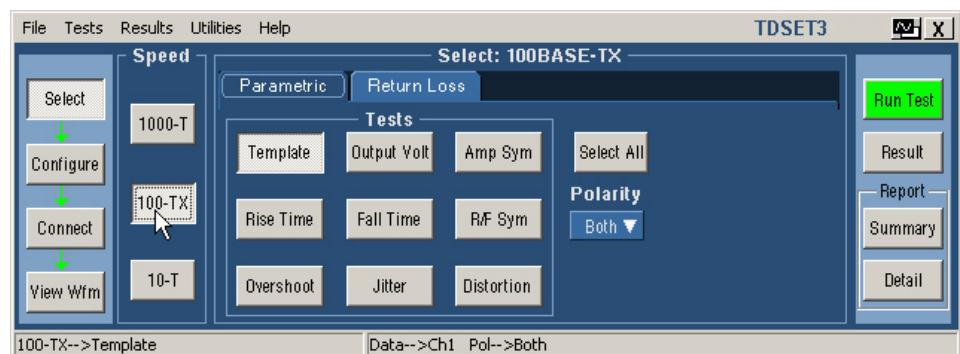 File Tests Results Utilities Help TDSET3 X
Speed
Select: 100BASE-TX
Select
Configure
Connect
View Wfm
1000-T
100-TX
10-T
Parametric Return Loss
Tests
Template Output Volt Amp Sym
Rise Time Fall Time R/F Sym
Overshoot Jitter Distortion
Select All
Polarity
Both
Run Test
Result
Report
Summary
Detail
100-TX-->Template Data-->Ch1 Pol-->Both